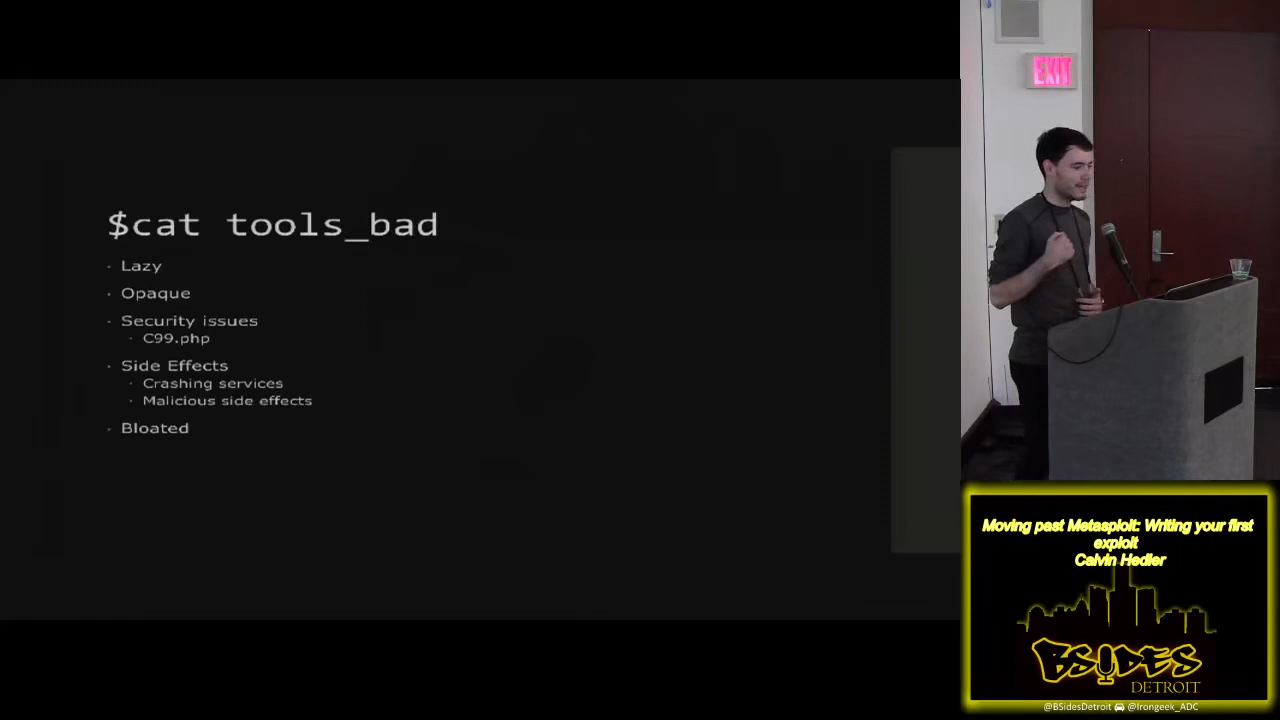 $cat tools_bad
· Lazy
· Opaque
· Security issues
· C99.php
· Side Effects
· Crashing services
· Malicious side effects
· Bloated
EXIT
Moving past Metasploit: Writing your first
exploit
Calvin Hedler
BSIDES
DETROIT
@BSidesDetroit @Irongeek_ADC